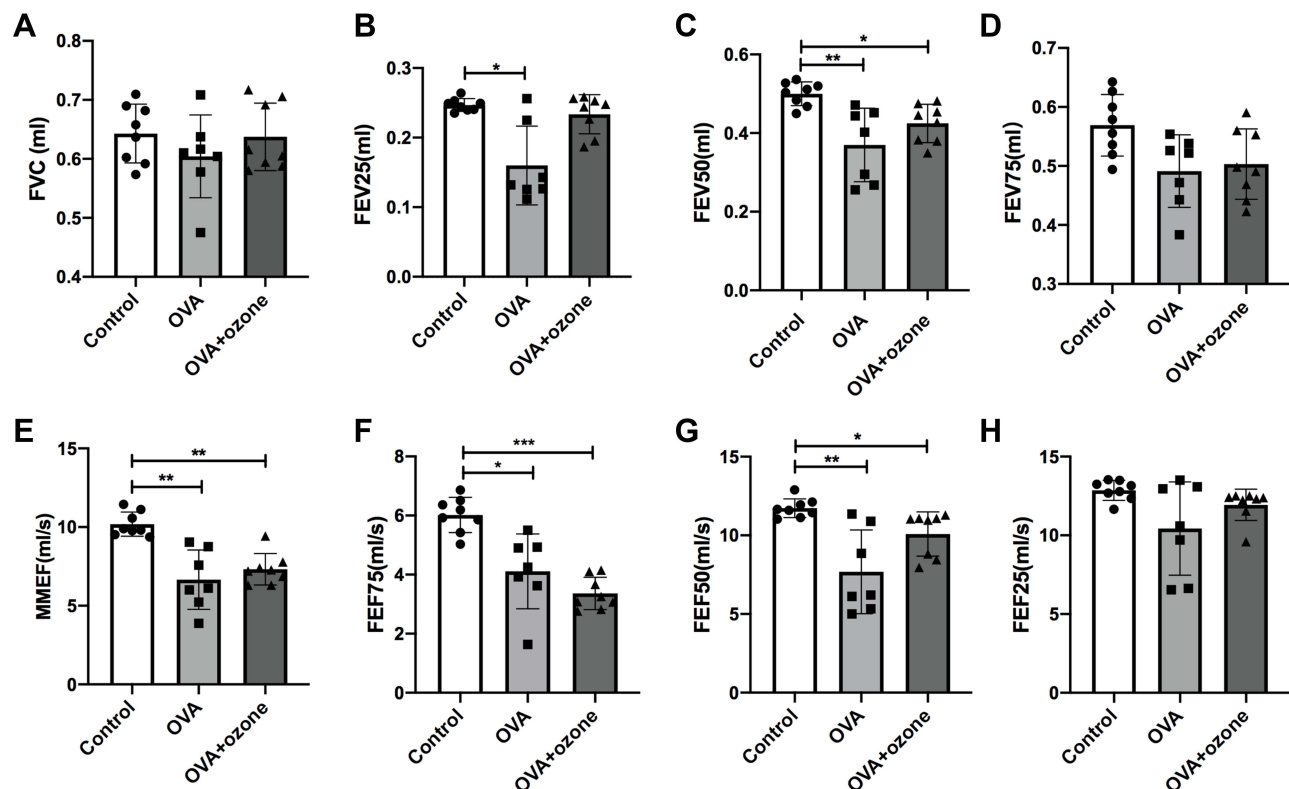 A
FVC (ml)
0.8
0.7
0.6
0.5
0.4
Control
OVA
OVA+ozone
B
FEV25(ml)
0.3
0.2
0.1
0.0
*
Control
OVA
OVA+ozone
C
FEV50(ml)
0.6
0.4
0.2
0.0
*
**
Control
OVA
OVA+ozone
D
FEV75(ml)
0.7
0.6
0.5
0.4
0.3
Control
OVA
OVA+ozone
E
MMEF(ml/s)
15
10
5
0
**
**
Control
OVA
OVA+ozone
F
FEF75(ml/s)
8
6
4
2
0
***
*
Control
OVA
OVA+ozone
G
FEF50(ml/s)
15
10
5
0
*
**
Control
OVA
OVA+ozone
H
FEF25(ml/s)
15
10
5
0
Control
OVA
OVA+ozone